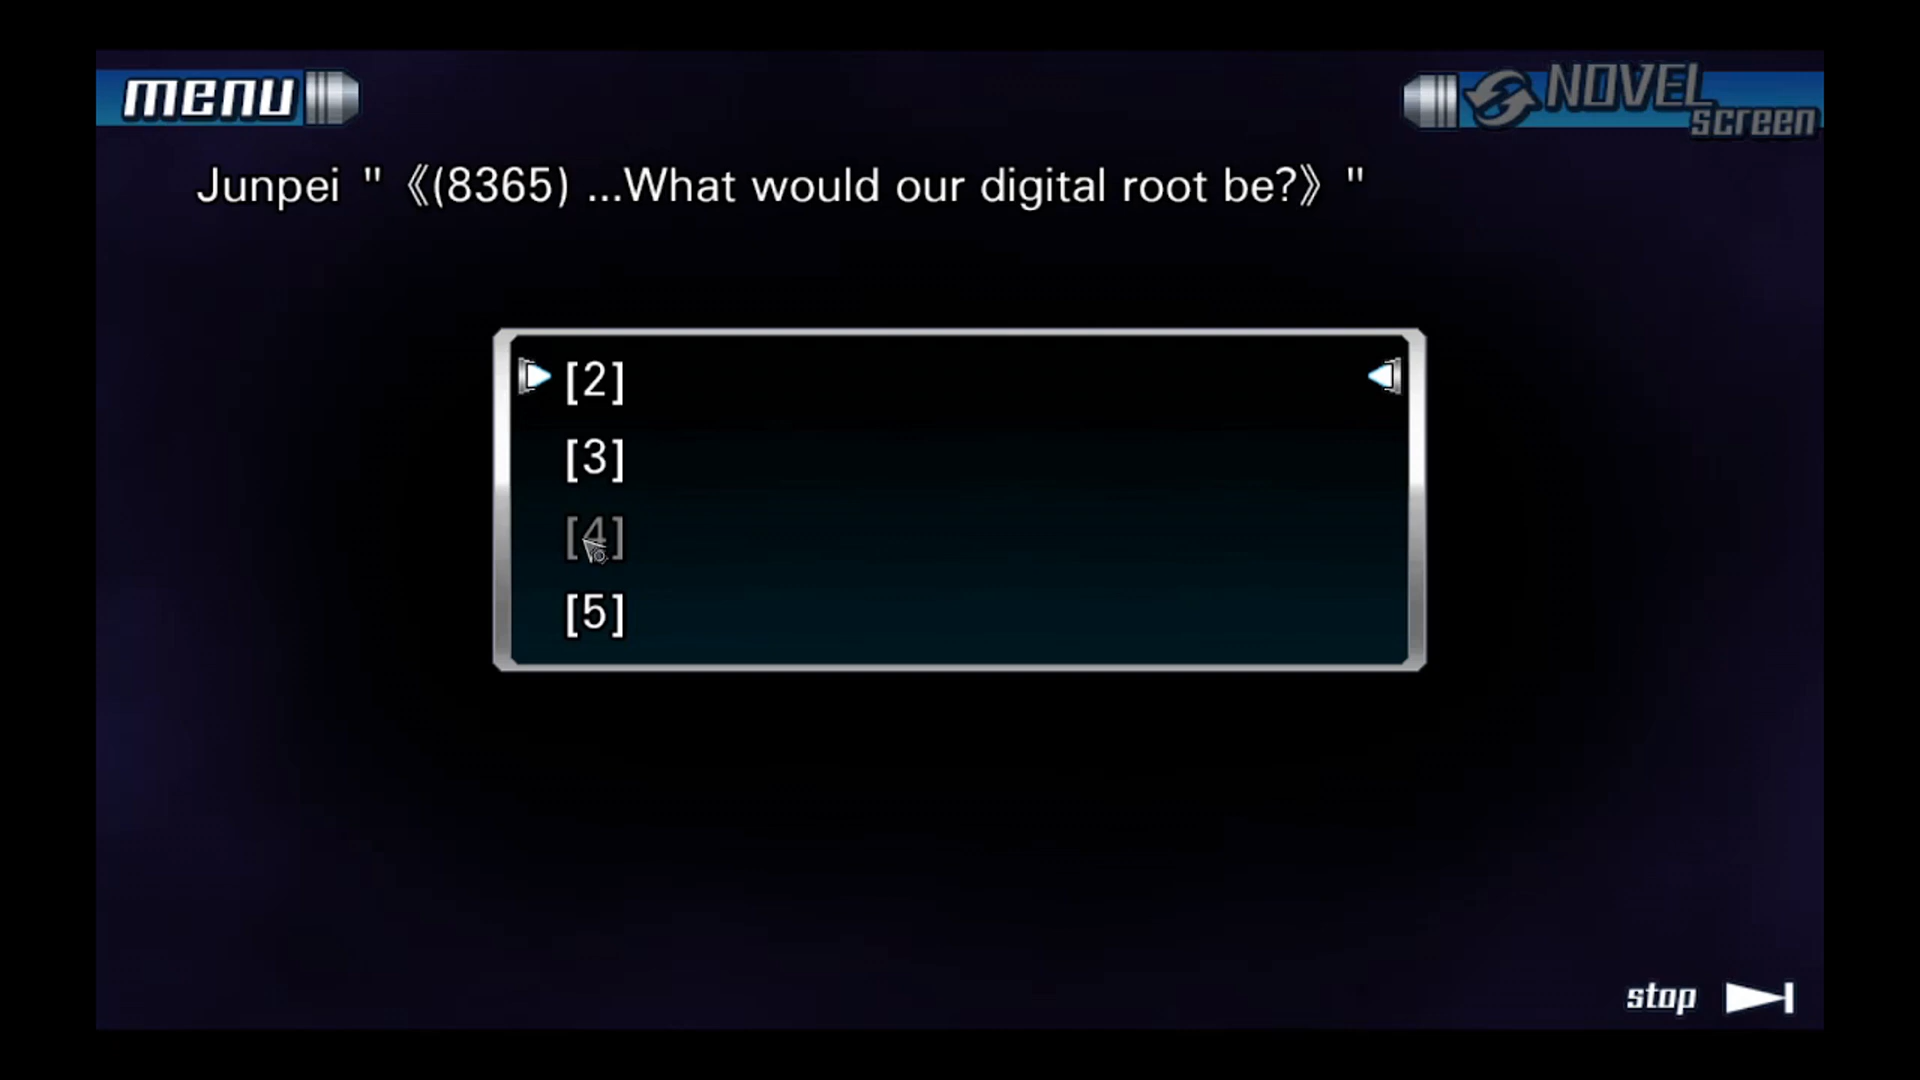 menu
NOVEL
screen
Junpei " 《(8365) ...What would our digital root be?》 "
[2]
[3]
[4]
[5]
stop